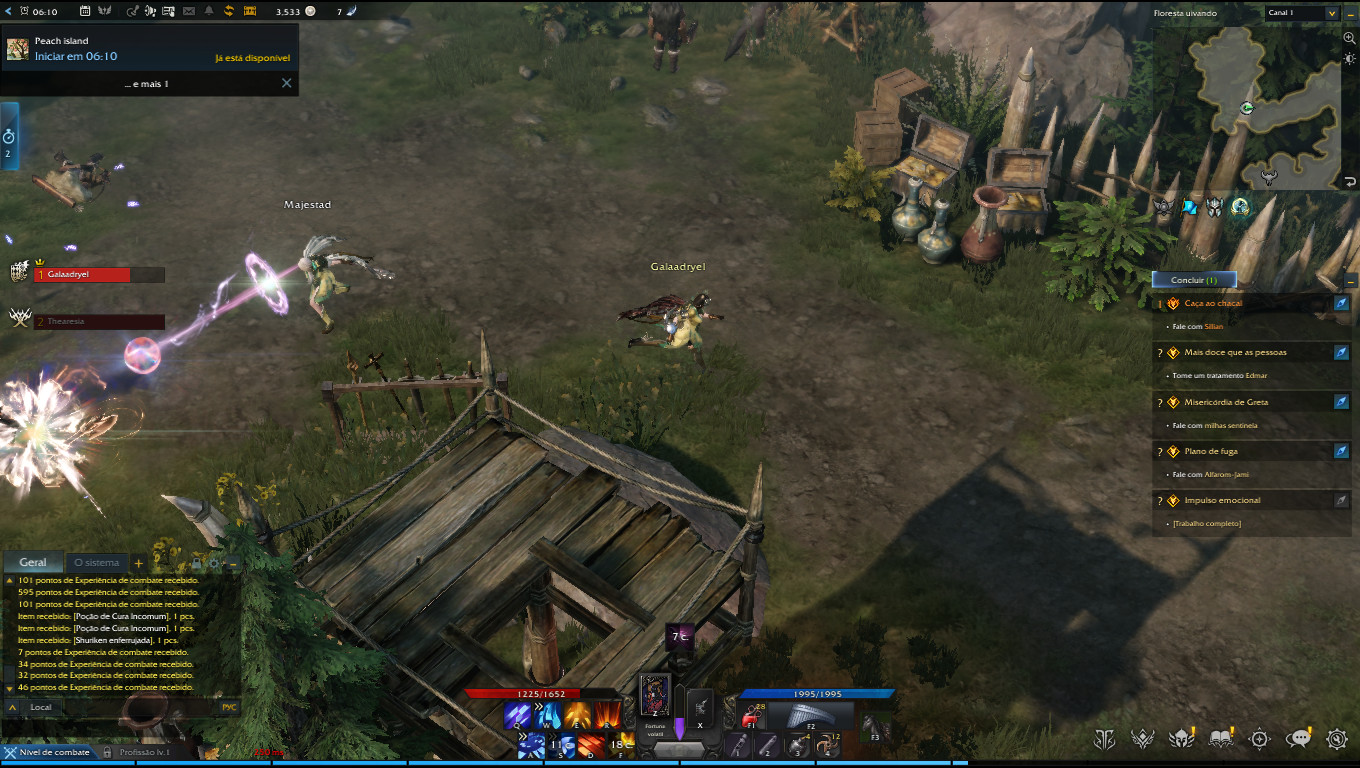 06:10
3,533
7
Peach island
Iniciar em 06:10
Já está disponível
... e mais 1
2
Majestad
Galaadryel
1 Galaadryel
2 Thearesia
Floresta uivando
Canal 1
Concluir (1)
1 Caça ao chacal
• Fale com Sillian
? Mais doce que as pessoas
• Tome um tratamento Edmar
? Misericórdia de Greta
• Fale com milhas sentinela
? Plano de fuga
• Fale com Alfarom-Jami
? Impulso emocional
• [Trabalho completo]
Geral
O sistema
101 pontos de Experiência de combate recebido.
595 pontos de Experiência de combate recebido.
101 pontos de Experiência de combate recebido.
Item recebido: [Poção de Cura Incomum], 1 pcs.
Item recebido: [Poção de Cura Incomum], 1 pcs.
Item recebido: [Shuriken enferrujada], 1 pcs.
7 pontos de Experiência de combate recebido.
34 pontos de Experiência de combate recebido.
32 pontos de Experiência de combate recebido.
46 pontos de Experiência de combate recebido.
Local
РУС
7 c.
1225/1652
1995/1995
Q W E R
Z
Fortuna volátil
X
28
F1
F2
F3
A
11 c
S
D
18 c
F
1
2
4
12
Nível de combate
Profissão lv.1